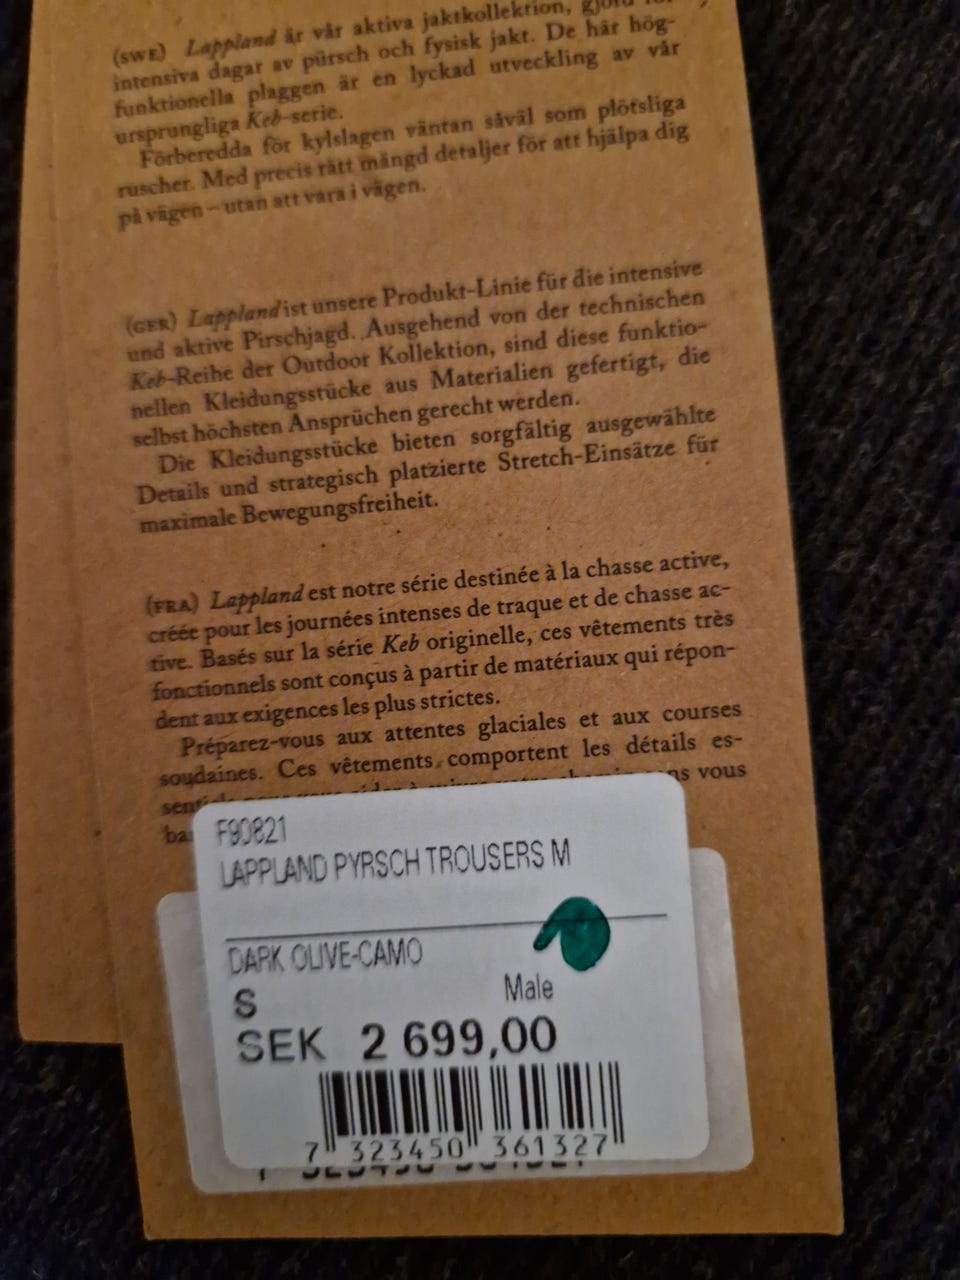 (SWE) Lappland är vår aktiva jaktkollektion, gjord för
intensiva dagar av pürsch och fysisk jakt. De här hög-
funktionella plaggen är en lyckad utveckling av vår
ursprungliga Keb-serie.
Förberedda för kylslagen väntan såväl som plötsliga
ruscher. Med precis rätt mängd detaljer för att hjälpa dig
på vägen – utan att vara i vägen.
(GER) Lappland ist unsere Produkt-Linie für die intensive
und aktive Pirschjagd. Ausgehend von der technischen
Keb-Reihe der Outdoor Kollektion, sind diese funktio-
nellen Kleidungsstücke aus Materialien gefertigt, die
selbst höchsten Ansprüchen gerecht werden.
Die Kleidungsstücke bieten sorgfältig ausgewählte
Details und strategisch platzierte Stretch-Einsätze für
maximale Bewegungsfreiheit.
(FRA) Lappland est notre série destinée à la chasse active,
créée pour les journées intenses de traque et de chasse ac-
tive. Basés sur la série Keb originelle, ces vêtements très
fonctionnels sont conçus à partir de matériaux qui répon-
dent aux exigences les plus strictes.
Préparez-vous aux attentes glaciales et aux courses
soudaines. Ces vêtements comportent les détails es-
vous
F90821
LAPPLAND PYRSCH TROUSERS M
DARK OLIVE-CAMO
S Male
SEK 2 699,00
7 323450 361327